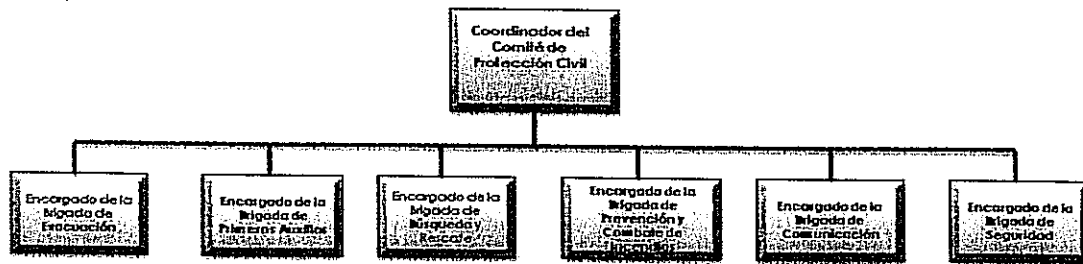 Coordinador del
Comité de
Protección Civil
Encargado de la
Brigada de
Evacuación
Encargado de la
Brigada de
Primeros Auxilios
Encargado de la
Brigada de
Búsqueda y
Rescate
Encargado de la
Brigada de
Prevención y
Combate de
Incendios
Encargado de la
Brigada de
Comunicación
Encargado de la
Brigada de
Seguridad